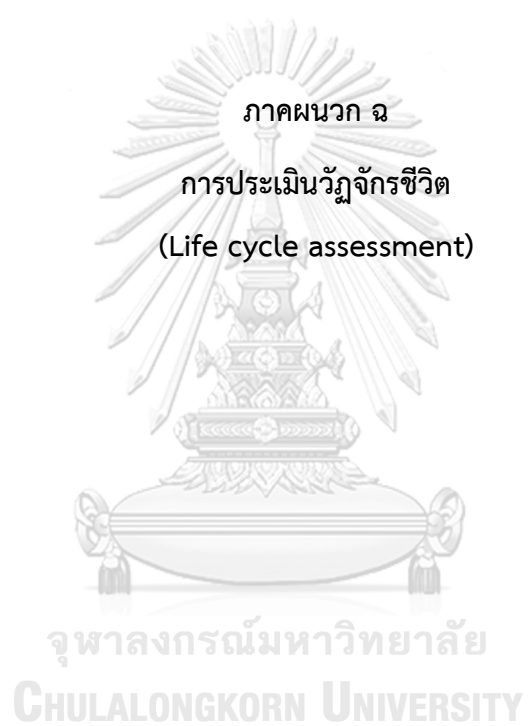 ภาคผนวก ฉ
การประเมินวัฏจักรชีวิต
(Life cycle assessment)
จุฬาลงกรณ์มหาวิทยาลัย
CHULALONGKORN UNIVERSITY